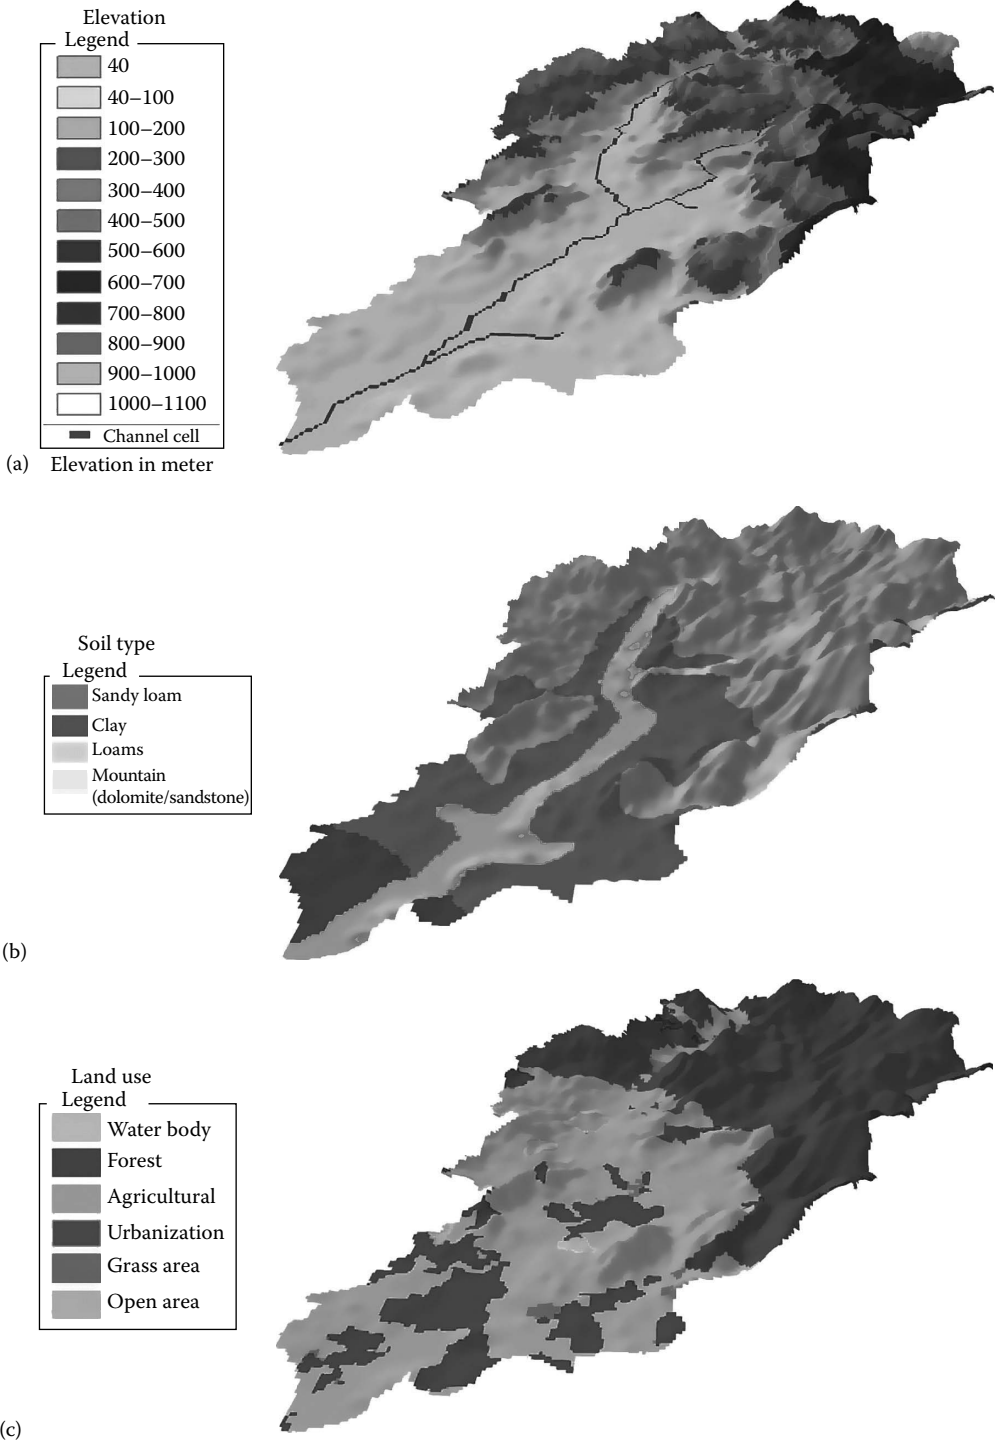 Elevation
Legend
40
40–100
100–200
200–300
300–400
400–500
500–600
600–700
700–800
800–900
900–1000
1000–1100
Channel cell
(a) Elevation in meter
Soil type
Legend
Sandy loam
Clay
Loams
Mountain
(dolomite/sandstone)
(b)
Land use
Legend
Water body
Forest
Agricultural
Urbanization
Grass area
Open area
(c)